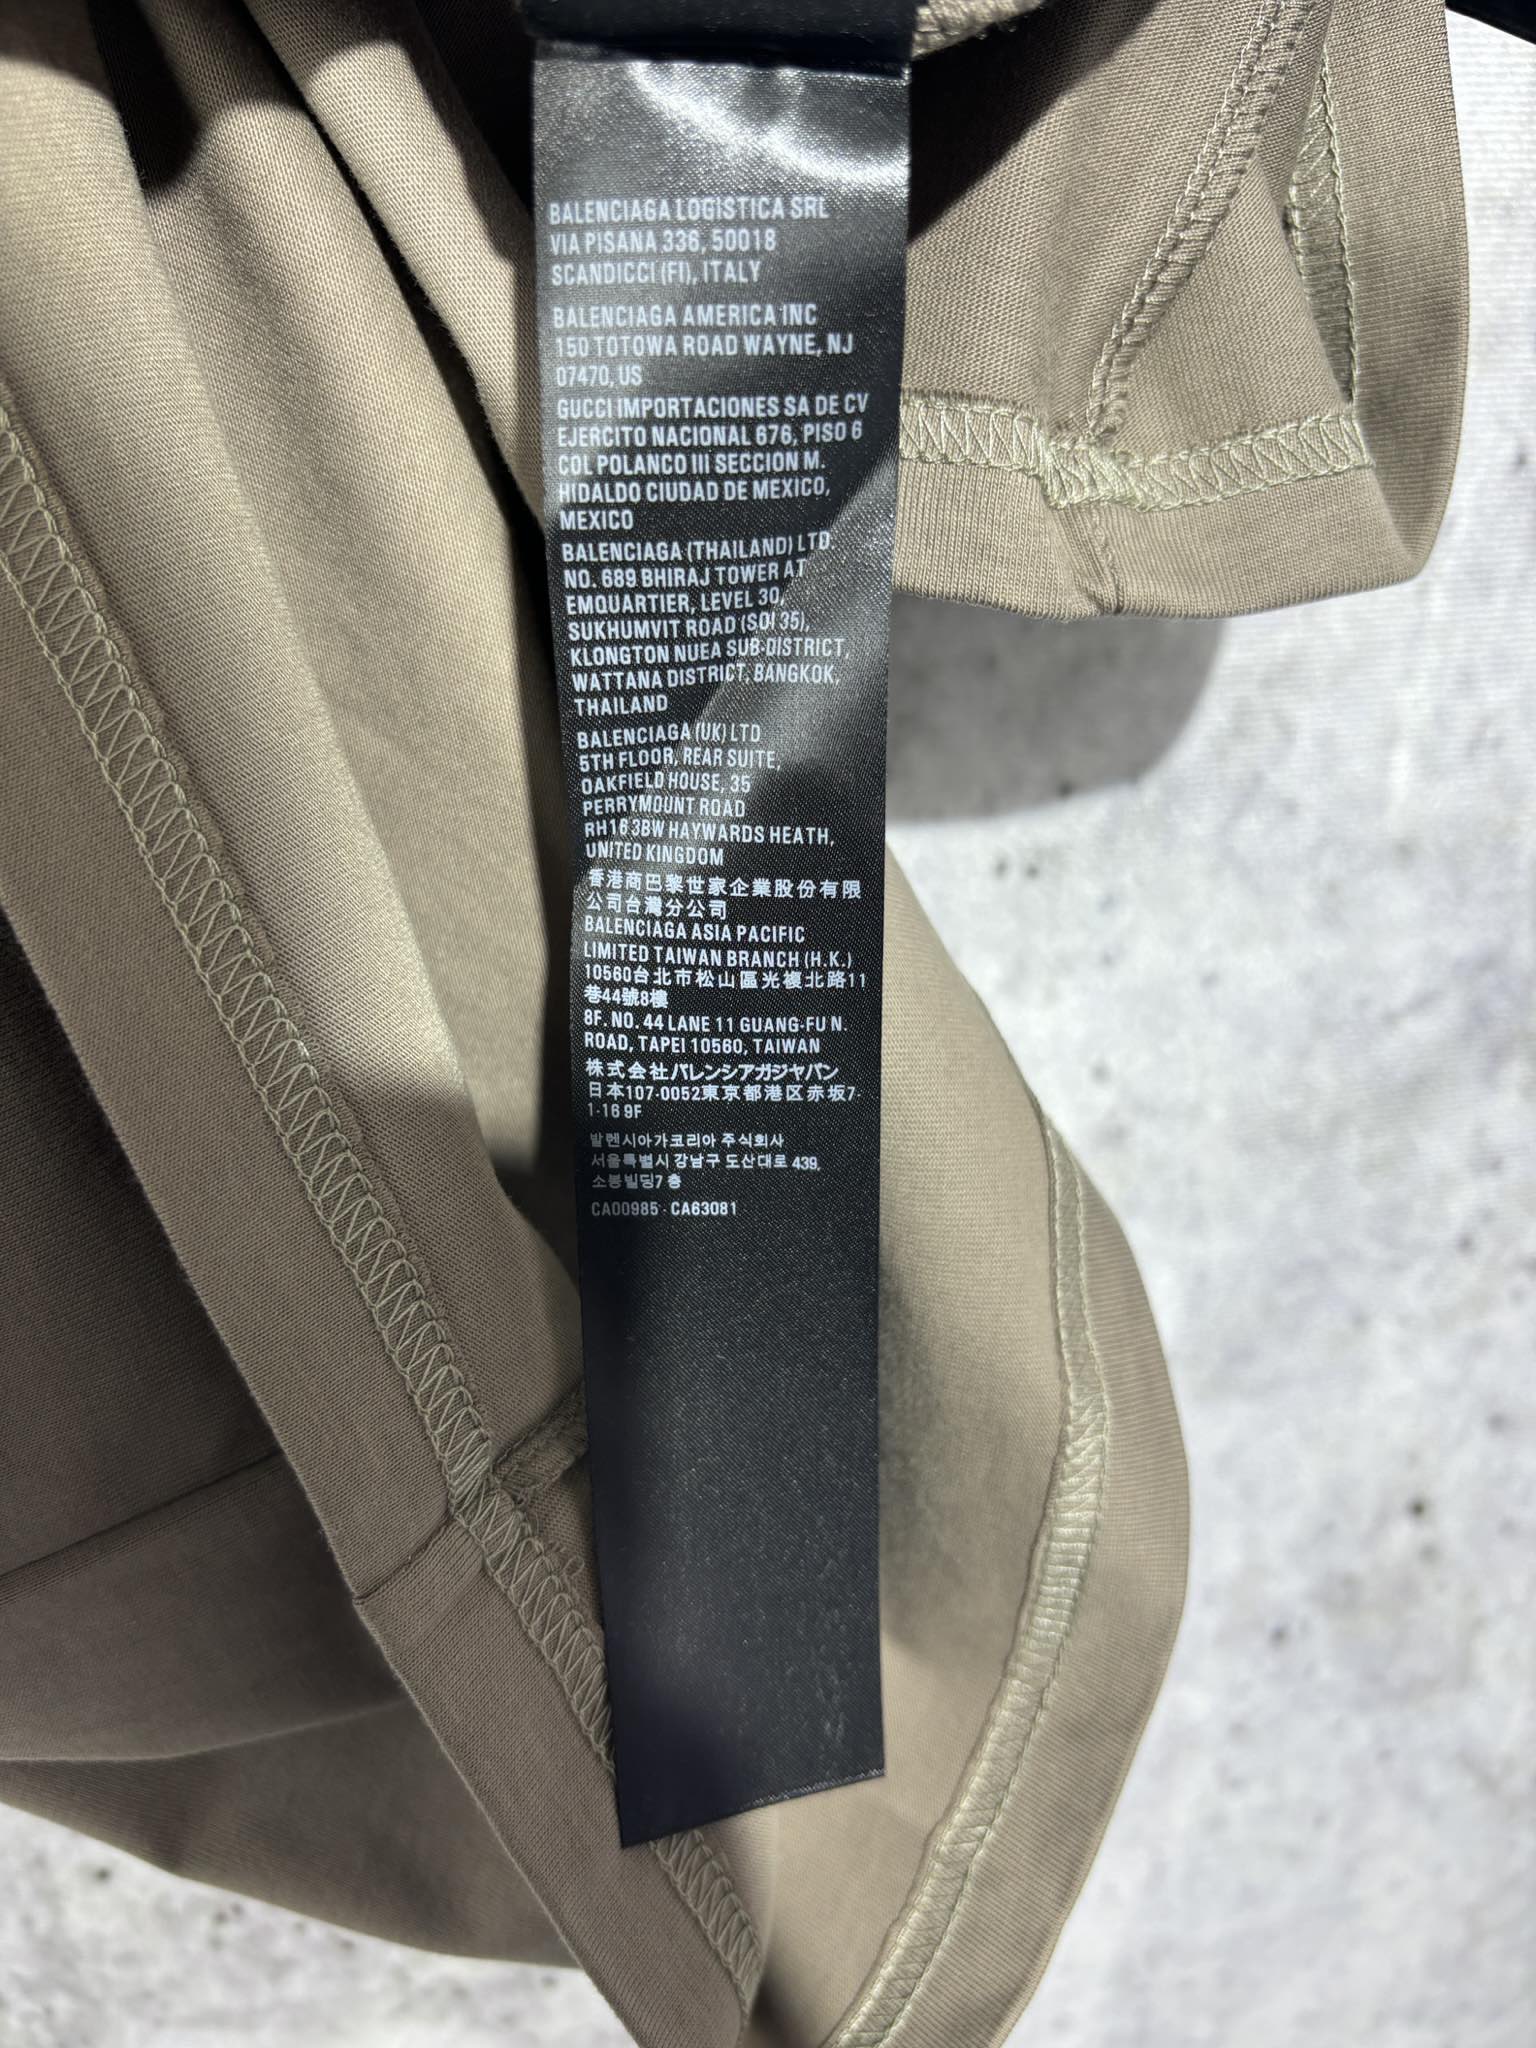 BALENCIAGA LOGISTICA SRL
VIA PISANA 336, 50018
SCANDICCI (FI), ITALY
BALENCIAGA AMERICA INC
150 TOTOWA ROAD WAYNE, NJ
07470, US
GUCCI IMPORTACIONES SA DE CV
EJERCITO NACIONAL 676, PISO 6
COL POLANCO III SECCION M.
HIDALDO CIUDAD DE MEXICO,
MEXICO
BALENCIAGA (THAILAND) LTD.
NO. 689 BHIRAJ TOWER AT
EMQUARTIER, LEVEL 30,
SUKHUMVIT ROAD (SOI 35),
KLONGTON NUEA SUB-DISTRICT,
WATTANA DISTRICT, BANGKOK,
THAILAND
BALENCIAGA (UK) LTD
5TH FLOOR, REAR SUITE,
OAKFIELD HOUSE, 35
PERRYMOUNT ROAD
RH16 3BW HAYWARDS HEATH,
UNITED KINGDOM
香港商巴黎世家企業股份有限
公司台灣分公司
BALENCIAGA ASIA PACIFIC
LIMITED TAIWAN BRANCH (H.K.)
10560台北市松山區光複北路11
巷44號8樓
8F. NO. 44 LANE 11 GUANG-FU N.
ROAD, TAPEI 10560, TAIWAN
株式会社バレンシアガジャパン
日本107-0052東京都港区赤坂7-
1-16 9F
발렌시아가코리아 주식회사
서울특별시 강남구 도산대로 439,
소봉빌딩7 층
CA00985 - CA63081